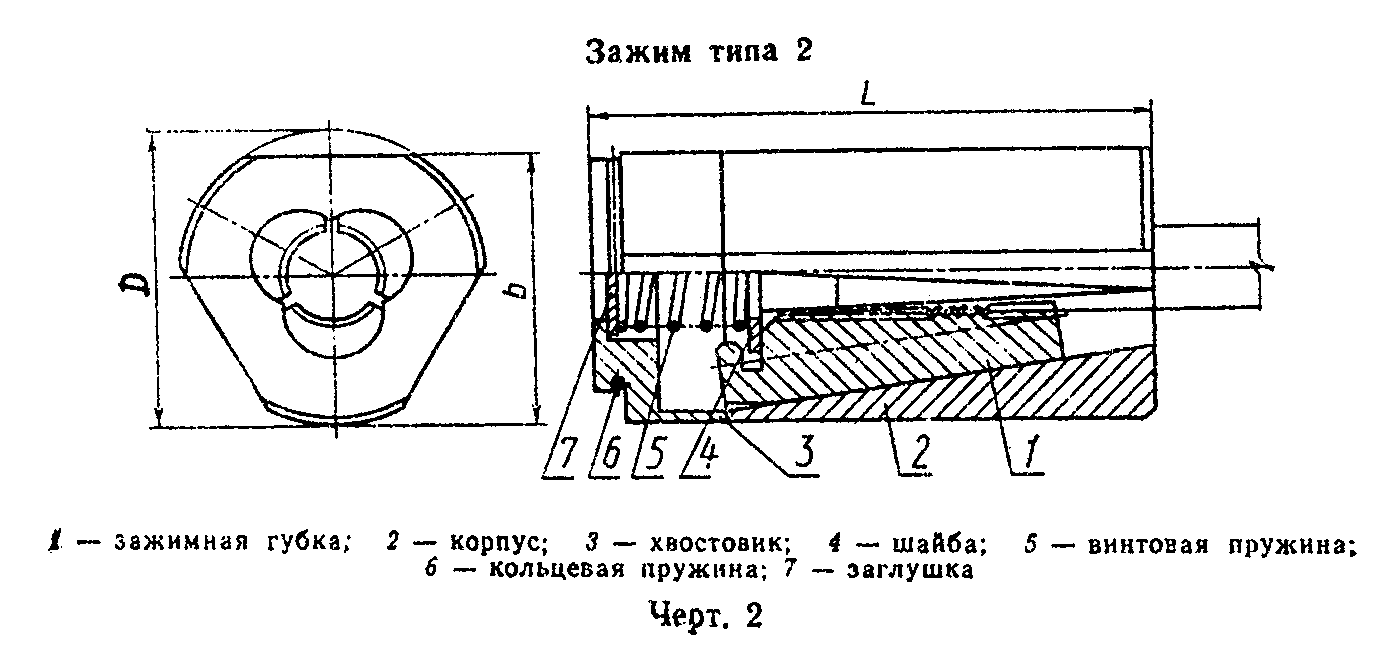 Зажим типа 2
L
D
b
7 6 5 4 3 2 1
1 — зажимная губка; 2 — корпус; 3 — хвостовик; 4 — шайба; 5 — винтовая пружина;
6 — кольцевая пружина; 7 — заглушка
Черт. 2